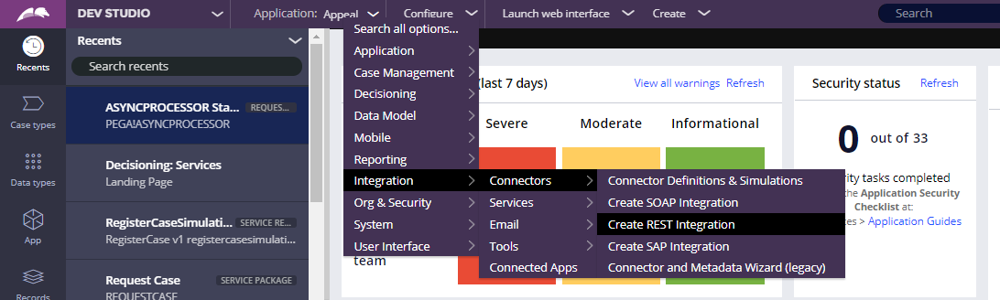 DEV STUDIO
Application: Appeal
Configure
Launch web interface
Create
Search
Recents
Case types
Data types
App
Records
Recents
Search recents
ASYNCPROCESSOR Sta... REQUES...
PEGA!ASYNCPROCESSOR
Decisioning: Services
Landing Page
RegisterCaseSimulati... SERVICE RE...
RegisterCase v1 registercasesimulati...
Request Case SERVICE PACKAGE
REQUESTCASE
Search all options...
Application
Case Management
Decisioning
Data Model
Mobile
Reporting
Integration
Org & Security
System
User Interface
team
Connectors
Services
Email
Tools
Connected Apps
Connector Definitions & Simulations
Create SOAP Integration
Create REST Integration
Create SAP Integration
Connector and Metadata Wizard (legacy)
(last 7 days) View all warnings Refresh
Severe Moderate Informational
Security status Refresh
0 out of 33
rity tasks completed
the Application Security
Checklist at:
ces > Application Guides